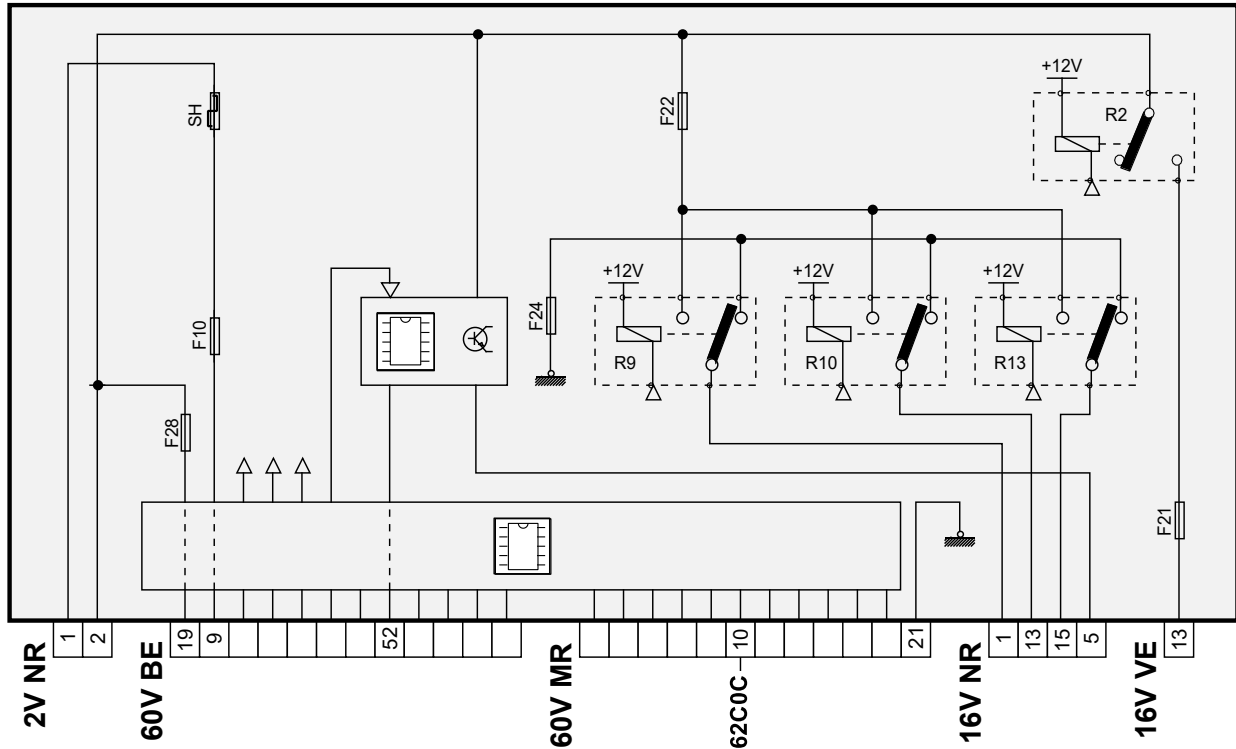 +12V
R2
SH
F22
+12V
+12V
+12V
F24
F10
R9
R10
R13
F28
F21
2V NR
1
2
60V BE
19
9
52
60V MR
10
62C0C
21
16V NR
1
13
15
5
16V VE
13